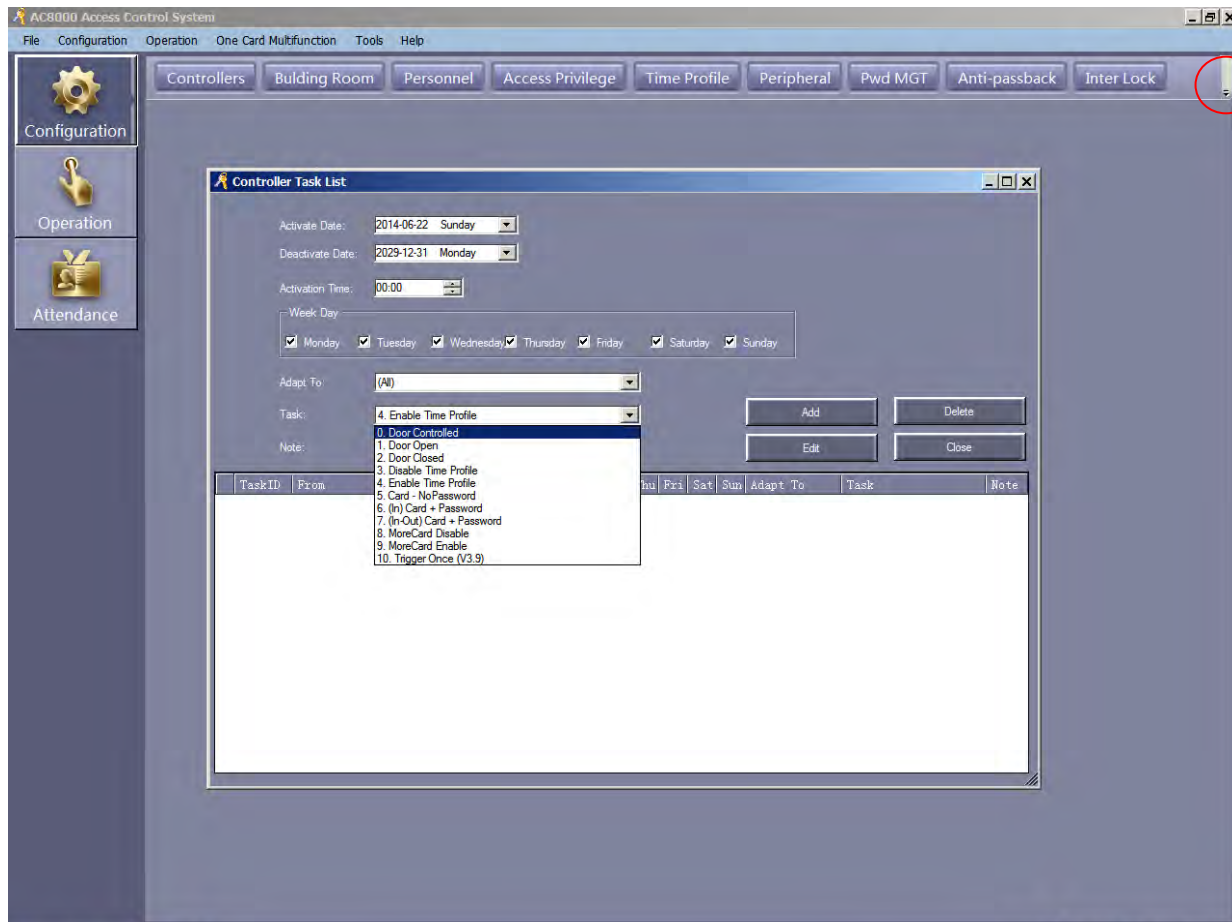 AC8000 Access Control System
File Configuration Operation One Card Multifunction Tools Help
Controllers Bulding Room Personnel Access Privilege Time Profile Peripheral Pwd MGT Anti-passback Inter Lock
Configuration
Operation
Attendance
Controller Task List
Activate Date: 2014-06-22 Sunday
Deactivate Date: 2029-12-31 Monday
Activation Time: 00:00
Week Day
Monday Tuesday Wednesday Thursday Friday Saturday Sunday
Adapt To: (All)
Task: 4. Enable Time Profile
Add Delete
Note:
Edit Close
0. Door Controlled
1. Door Open
2. Door Closed
3. Disable Time Profile
4. Enable Time Profile
5. Card - NoPassword
6. (In) Card + Password
7. (In-Out) Card + Password
8. MoreCard Disable
9. MoreCard Enable
10. Trigger Once (V3.9)
TaskID From Fri Sat Sun Adapt To Task Note